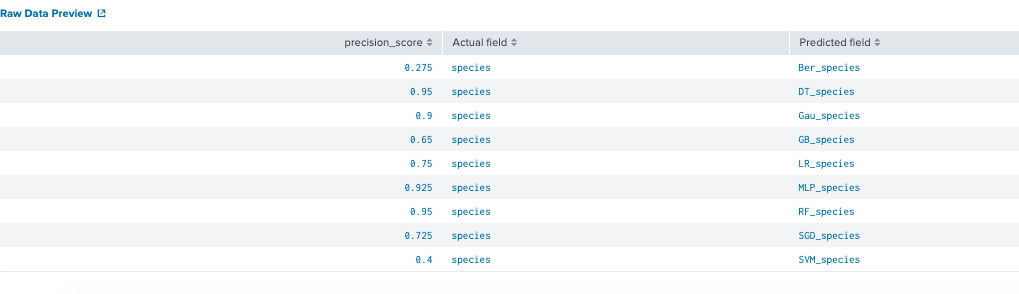 Raw Data Preview
precision_score Actual field Predicted field
0.275 species Ber_species
0.95 species DT_species
0.9 species Gau_species
0.65 species GB_species
0.75 species LR_species
0.925 species MLP_species
0.95 species RF_species
0.725 species SGD_species
0.4 species SVM_species